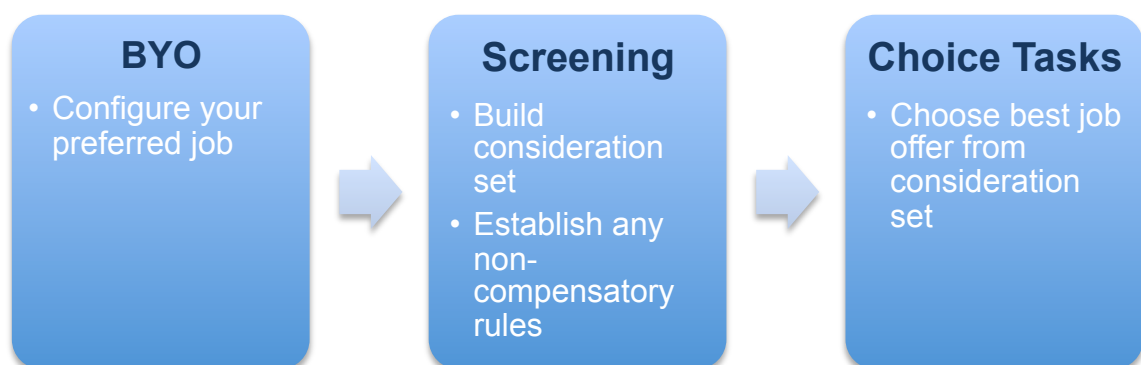 BYO
• Configure your
preferred job
Screening
• Build
consideration
set
• Establish any
non-
compensatory
rules
Choice Tasks
• Choose best job
offer from
consideration
set